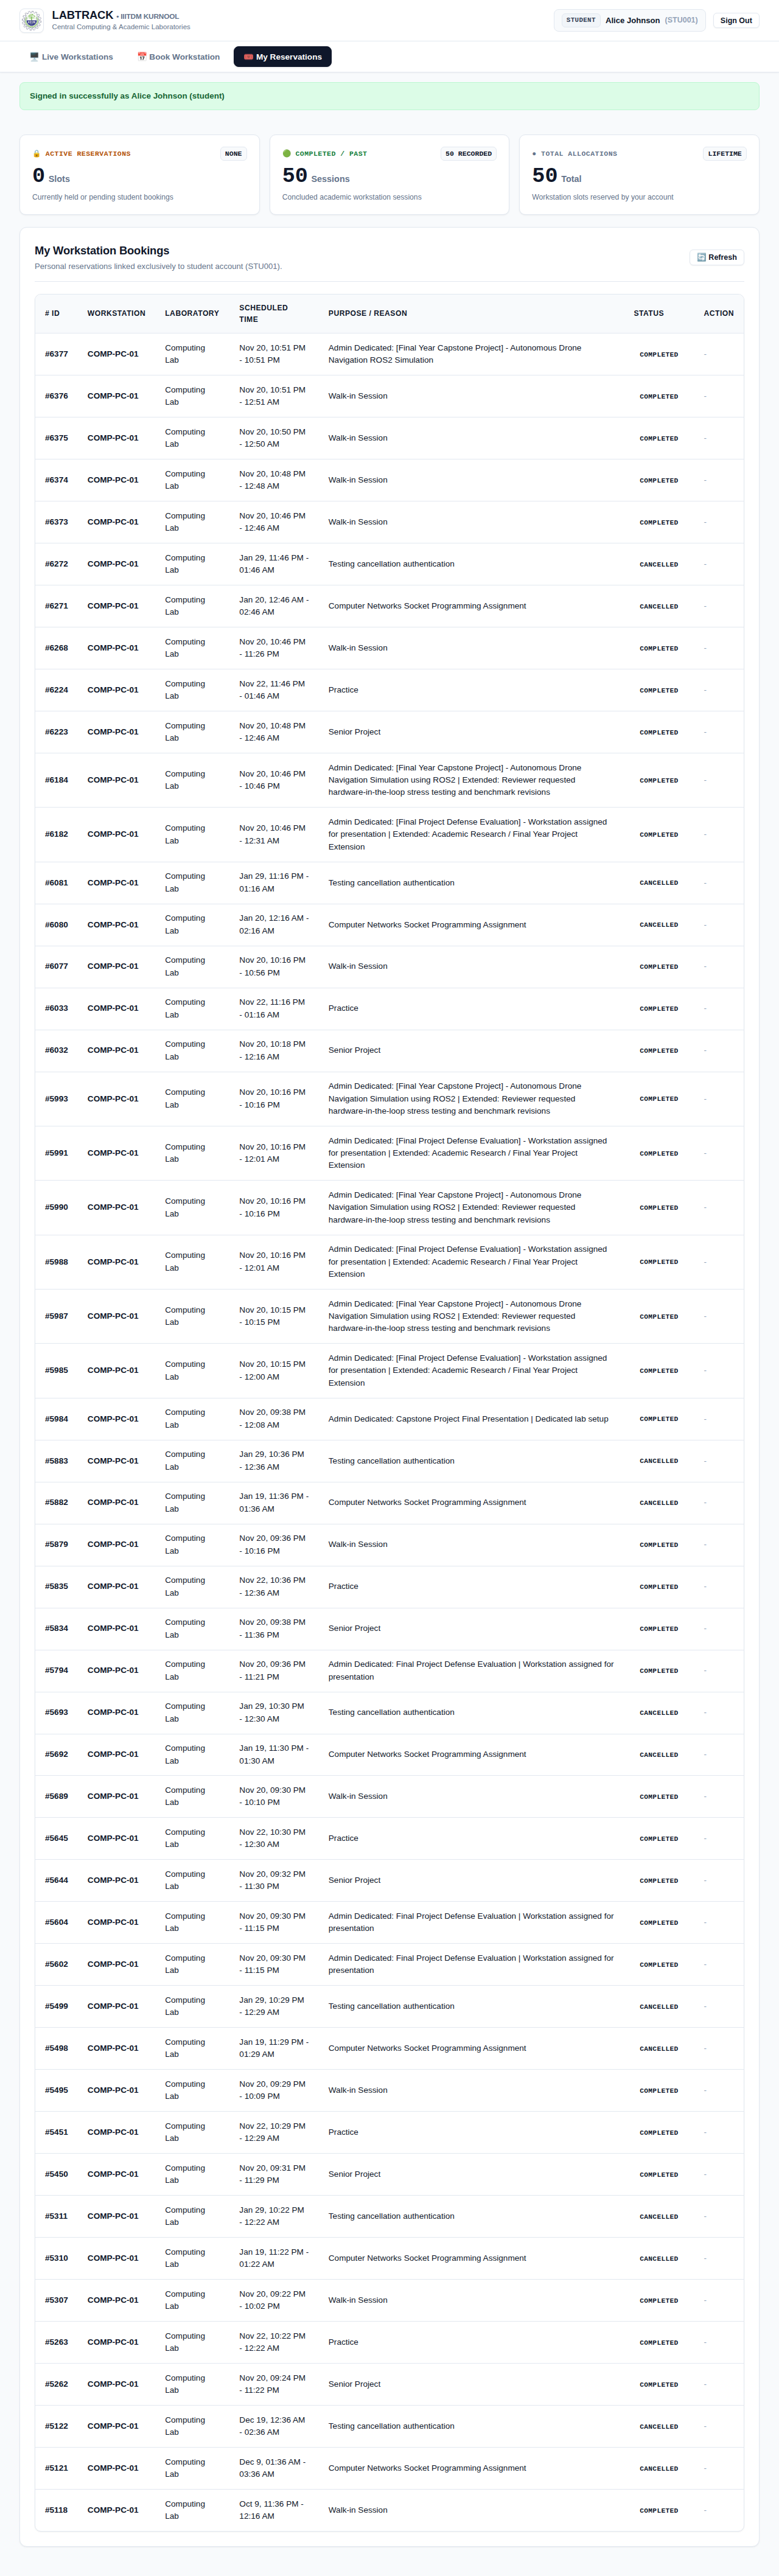 LABTRACK • IIITDM KURNOOL
Central Computing & Academic Laboratories
STUDENT Alice Johnson (STU001) Sign Out
Live Workstations Book Workstation My Reservations
Signed in successfully as Alice Johnson (student)
ACTIVE RESERVATIONS NONE
0 Slots
Currently held or pending student bookings
COMPLETED / PAST 50 RECORDED
50 Sessions
Concluded academic workstation sessions
TOTAL ALLOCATIONS LIFETIME
50 Total
Workstation slots reserved by your account
My Workstation Bookings
Personal reservations linked exclusively to student account (STU001).
Refresh
# ID WORKSTATION LABORATORY SCHEDULED TIME PURPOSE / REASON STATUS ACTION
#6377 COMP-PC-01 Computing Lab Nov 20, 10:51 PM - 10:51 PM Admin Dedicated: [Final Year Capstone Project] - Autonomous Drone Navigation ROS2 Simulation COMPLETED -
#6376 COMP-PC-01 Computing Lab Nov 20, 10:51 PM - 12:51 AM Walk-in Session COMPLETED -
#6375 COMP-PC-01 Computing Lab Nov 20, 10:50 PM - 12:50 AM Walk-in Session COMPLETED -
#6374 COMP-PC-01 Computing Lab Nov 20, 10:48 PM - 12:48 AM Walk-in Session COMPLETED -
#6373 COMP-PC-01 Computing Lab Nov 20, 10:46 PM - 12:46 AM Walk-in Session COMPLETED -
#6272 COMP-PC-01 Computing Lab Jan 29, 11:46 PM - 01:46 AM Testing cancellation authentication CANCELLED -
#6271 COMP-PC-01 Computing Lab Jan 20, 12:46 AM - 02:46 AM Computer Networks Socket Programming Assignment CANCELLED -
#6268 COMP-PC-01 Computing Lab Nov 20, 10:46 PM - 11:26 PM Walk-in Session COMPLETED -
#6224 COMP-PC-01 Computing Lab Nov 22, 11:46 PM - 01:46 AM Practice COMPLETED -
#6223 COMP-PC-01 Computing Lab Nov 20, 10:48 PM - 12:46 AM Senior Project COMPLETED -
#6184 COMP-PC-01 Computing Lab Nov 20, 10:46 PM - 10:46 PM Admin Dedicated: [Final Year Capstone Project] - Autonomous Drone Navigation Simulation using ROS2 | Extended: Reviewer requested hardware-in-the-loop stress testing and benchmark revisions COMPLETED -
#6182 COMP-PC-01 Computing Lab Nov 20, 10:46 PM - 12:31 AM Admin Dedicated: [Final Project Defense Evaluation] - Workstation assigned for presentation | Extended: Academic Research / Final Year Project Extension COMPLETED -
#6081 COMP-PC-01 Computing Lab Jan 29, 11:16 PM - 01:16 AM Testing cancellation authentication CANCELLED -
#6080 COMP-PC-01 Computing Lab Jan 20, 12:16 AM - 02:16 AM Computer Networks Socket Programming Assignment CANCELLED -
#6077 COMP-PC-01 Computing Lab Nov 20, 10:16 PM - 10:56 PM Walk-in Session COMPLETED -
#6033 COMP-PC-01 Computing Lab Nov 22, 11:16 PM - 01:16 AM Practice COMPLETED -
#6032 COMP-PC-01 Computing Lab Nov 20, 10:18 PM - 12:16 AM Senior Project COMPLETED -
#5993 COMP-PC-01 Computing Lab Nov 20, 10:16 PM - 10:16 PM Admin Dedicated: [Final Year Capstone Project] - Autonomous Drone Navigation Simulation using ROS2 | Extended: Reviewer requested hardware-in-the-loop stress testing and benchmark revisions COMPLETED -
#5991 COMP-PC-01 Computing Lab Nov 20, 10:16 PM - 12:01 AM Admin Dedicated: [Final Project Defense Evaluation] - Workstation assigned for presentation | Extended: Academic Research / Final Year Project Extension COMPLETED -
#5990 COMP-PC-01 Computing Lab Nov 20, 10:16 PM - 10:16 PM Admin Dedicated: [Final Year Capstone Project] - Autonomous Drone Navigation Simulation using ROS2 | Extended: Reviewer requested hardware-in-the-loop stress testing and benchmark revisions COMPLETED -
#5988 COMP-PC-01 Computing Lab Nov 20, 10:16 PM - 12:01 AM Admin Dedicated: [Final Project Defense Evaluation] - Workstation assigned for presentation | Extended: Academic Research / Final Year Project Extension COMPLETED -
#5987 COMP-PC-01 Computing Lab Nov 20, 10:15 PM - 10:15 PM Admin Dedicated: [Final Year Capstone Project] - Autonomous Drone Navigation Simulation using ROS2 | Extended: Reviewer requested hardware-in-the-loop stress testing and benchmark revisions COMPLETED -
#5985 COMP-PC-01 Computing Lab Nov 20, 10:15 PM - 12:00 AM Admin Dedicated: [Final Project Defense Evaluation] - Workstation assigned for presentation | Extended: Academic Research / Final Year Project Extension COMPLETED -
#5984 COMP-PC-01 Computing Lab Nov 20, 09:38 PM - 12:08 AM Admin Dedicated: Capstone Project Final Presentation | Dedicated lab setup COMPLETED -
#5883 COMP-PC-01 Computing Lab Jan 29, 10:36 PM - 12:36 AM Testing cancellation authentication CANCELLED -
#5882 COMP-PC-01 Computing Lab Jan 19, 11:36 PM - 01:36 AM Computer Networks Socket Programming Assignment CANCELLED -
#5879 COMP-PC-01 Computing Lab Nov 20, 09:36 PM - 10:16 PM Walk-in Session COMPLETED -
#5835 COMP-PC-01 Computing Lab Nov 22, 10:36 PM - 12:36 AM Practice COMPLETED -
#5834 COMP-PC-01 Computing Lab Nov 20, 09:38 PM - 11:36 PM Senior Project COMPLETED -
#5794 COMP-PC-01 Computing Lab Nov 20, 09:36 PM - 11:21 PM Admin Dedicated: Final Project Defense Evaluation | Workstation assigned for presentation COMPLETED -
#5693 COMP-PC-01 Computing Lab Jan 29, 10:30 PM - 12:30 AM Testing cancellation authentication CANCELLED -
#5692 COMP-PC-01 Computing Lab Jan 19, 11:30 PM - 01:30 AM Computer Networks Socket Programming Assignment CANCELLED -
#5689 COMP-PC-01 Computing Lab Nov 20, 09:30 PM - 10:10 PM Walk-in Session COMPLETED -
#5645 COMP-PC-01 Computing Lab Nov 22, 10:30 PM - 12:30 AM Practice COMPLETED -
#5644 COMP-PC-01 Computing Lab Nov 20, 09:32 PM - 11:30 PM Senior Project COMPLETED -
#5604 COMP-PC-01 Computing Lab Nov 20, 09:30 PM - 11:15 PM Admin Dedicated: Final Project Defense Evaluation | Workstation assigned for presentation COMPLETED -
#5602 COMP-PC-01 Computing Lab Nov 20, 09:30 PM - 11:15 PM Admin Dedicated: Final Project Defense Evaluation | Workstation assigned for presentation COMPLETED -
#5499 COMP-PC-01 Computing Lab Jan 29, 10:29 PM - 12:29 AM Testing cancellation authentication CANCELLED -
#5498 COMP-PC-01 Computing Lab Jan 19, 11:29 PM - 01:29 AM Computer Networks Socket Programming Assignment CANCELLED -
#5495 COMP-PC-01 Computing Lab Nov 20, 09:29 PM - 10:09 PM Walk-in Session COMPLETED -
#5451 COMP-PC-01 Computing Lab Nov 22, 10:29 PM - 12:29 AM Practice COMPLETED -
#5450 COMP-PC-01 Computing Lab Nov 20, 09:31 PM - 11:29 PM Senior Project COMPLETED -
#5311 COMP-PC-01 Computing Lab Jan 29, 10:22 PM - 12:22 AM Testing cancellation authentication CANCELLED -
#5310 COMP-PC-01 Computing Lab Jan 19, 11:22 PM - 01:22 AM Computer Networks Socket Programming Assignment CANCELLED -
#5307 COMP-PC-01 Computing Lab Nov 20, 09:22 PM - 10:02 PM Walk-in Session COMPLETED -
#5263 COMP-PC-01 Computing Lab Nov 22, 10:22 PM - 12:22 AM Practice COMPLETED -
#5262 COMP-PC-01 Computing Lab Nov 20, 09:24 PM - 11:22 PM Senior Project COMPLETED -
#5122 COMP-PC-01 Computing Lab Dec 19, 12:36 AM - 02:36 AM Testing cancellation authentication CANCELLED -
#5121 COMP-PC-01 Computing Lab Dec 9, 01:36 AM - 03:36 AM Computer Networks Socket Programming Assignment CANCELLED -
#5118 COMP-PC-01 Computing Lab Oct 9, 11:36 PM - 12:16 AM Walk-in Session COMPLETED -